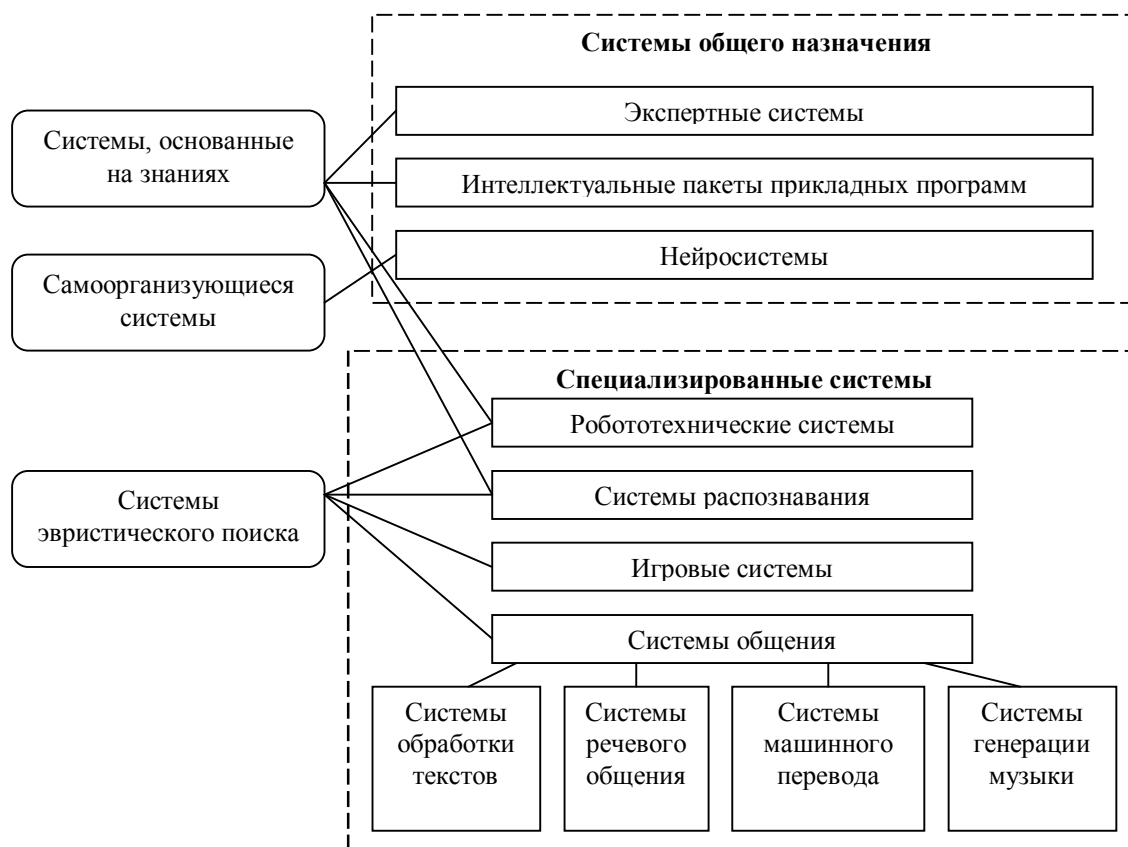 Системы общего назначения
Экспертные системы
Системы, основанные
на знаниях
Интеллектуальные пакеты прикладных программ
Нейросистемы
Самоорганизующиеся
системы
Специализированные системы
Робототехнические системы
Системы
эвристического поиска
Системы распознавания
Игровые системы
Системы общения
Системы
обработки
текстов
Системы
речевого
общения
Системы
машинного
перевода
Системы
генерации
музыки